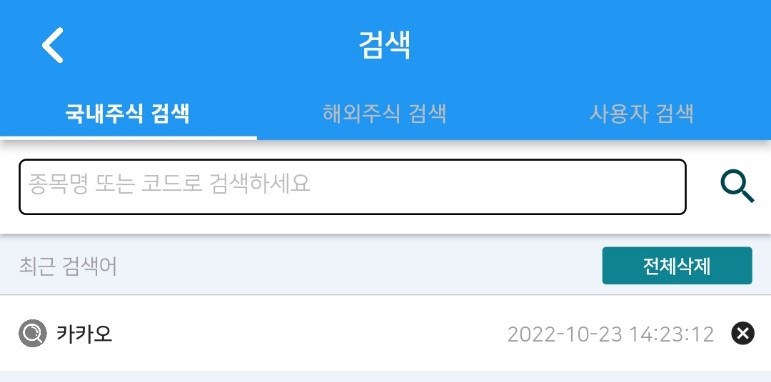 검색
국내주식 검색 해외주식 검색 사용자 검색
종목명 또는 코드로 검색하세요
최근 검색어 전체삭제
카카오 2022-10-23 14:23:12